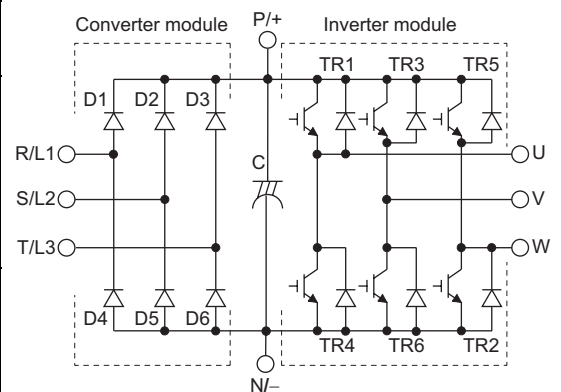 Converter module
P/+
Inverter module
TR1 TR3 TR5
D1 D2 D3
R/L1
U
C
S/L2
V
T/L3
W
D4 D5 D6
TR4 TR6 TR2
N/−